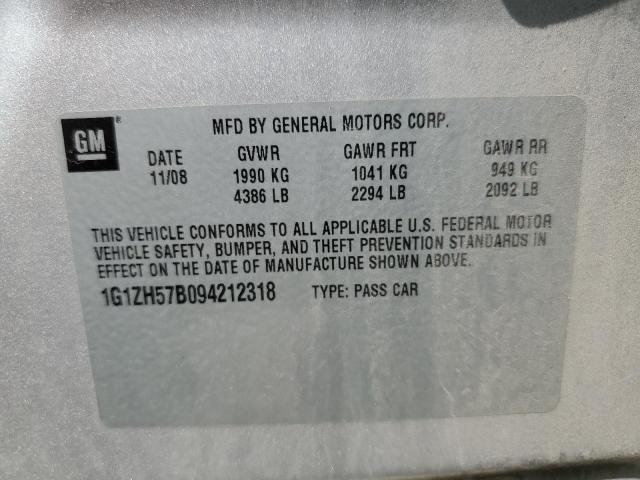 GM®
MFD BY GENERAL MOTORS CORP.
DATE GVWR GAWR FRT GAWR RR
11/08 1990 KG 1041 KG 949 KG
4386 LB 2294 LB 2092 LB
THIS VEHICLE CONFORMS TO ALL APPLICABLE U.S. FEDERAL MOTOR
VEHICLE SAFETY, BUMPER, AND THEFT PREVENTION STANDARDS IN
EFFECT ON THE DATE OF MANUFACTURE SHOWN ABOVE.
1G1ZH57B094212318 TYPE: PASS CAR